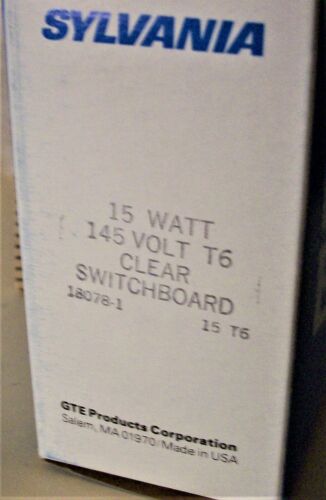 SYLVANIA
15 WATT
145 VOLT T6
CLEAR
SWITCHBOARD
18078-1 15 T6
GTE Products Corporation
Salem, MA 01970/Made in USA